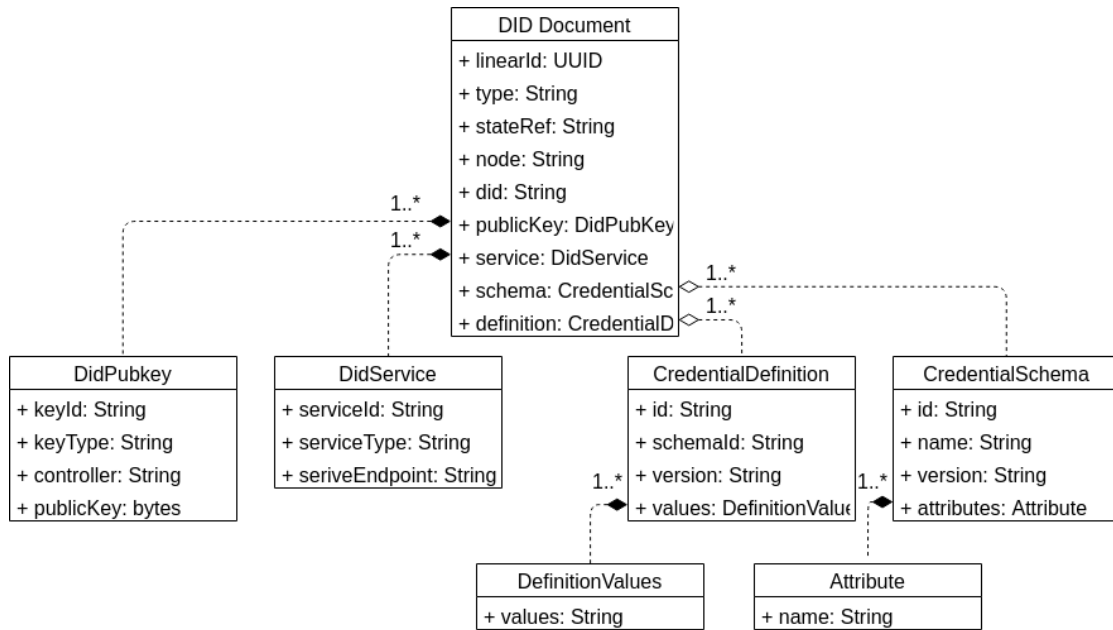 DID Document
+ linearId: UUID
+ type: String
+ stateRef: String
+ node: String
+ did: String
1..*
+ publicKey: DidPubKey
1..*
+ service: DidService
+ schema: CredentialSc
1..*
+ definition: CredentialD
1..*
DidPubkey
+ keyId: String
+ keyType: String
+ controller: String
+ publicKey: bytes
DidService
+ serviceId: String
+ serviceType: String
+ seriveEndpoint: String
CredentialDefinition
+ id: String
+ schemaId: String
+ version: String
1..*
+ values: DefinitionValue
CredentialSchema
+ id: String
+ name: String
+ version: String
1..*
+ attributes: Attribute
DefinitionValues
+ values: String
Attribute
+ name: String